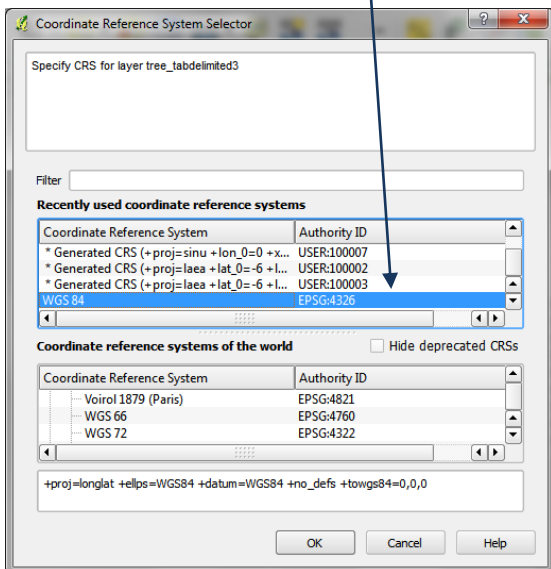 Coordinate Reference System Selector
Specify CRS for layer tree_tabdelimited3
Filter
Recently used coordinate reference systems
Coordinate Reference System Authority ID
* Generated CRS (+proj=sinu +lon_0=0 +x... USER:100007
* Generated CRS (+proj=laea +lat_0=-6 +l... USER:100002
* Generated CRS (+proj=laea +lat_0=-6 +l... USER:100003
WGS 84 EPSG:4326
Coordinate reference systems of the world Hide deprecated CRSs
Coordinate Reference System Authority ID
Voirol 1879 (Paris) EPSG:4821
WGS 66 EPSG:4760
WGS 72 EPSG:4322
+proj=longlat +ellps=WGS84 +datum=WGS84 +no_defs +towgs84=0,0,0
OK Cancel Help